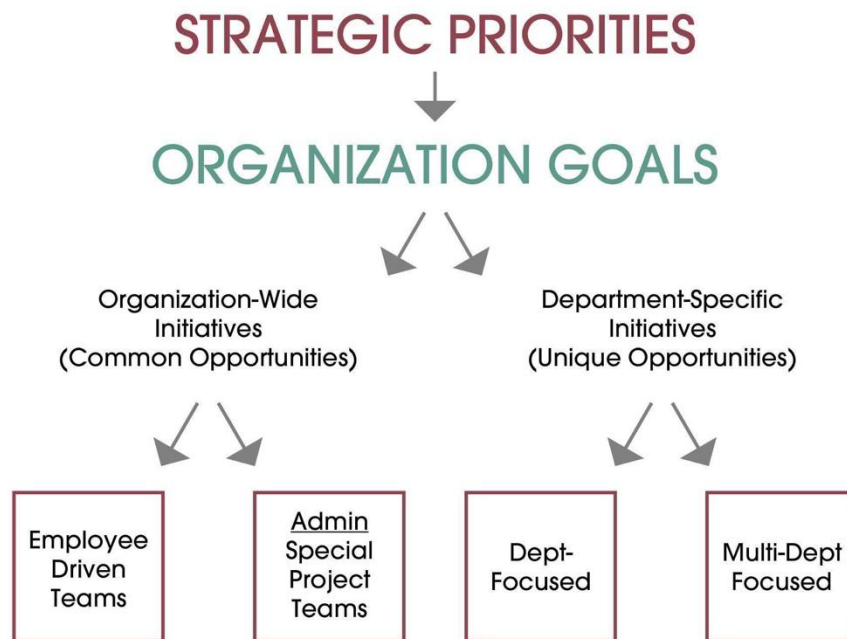 STRATEGIC PRIORITIES
ORGANIZATION GOALS
Organization-Wide
Initiatives
(Common Opportunities)
Department-Specific
Initiatives
(Unique Opportunities)
Employee
Driven
Teams
Admin
Special
Project
Teams
Dept-
Focused
Multi-Dept
Focused